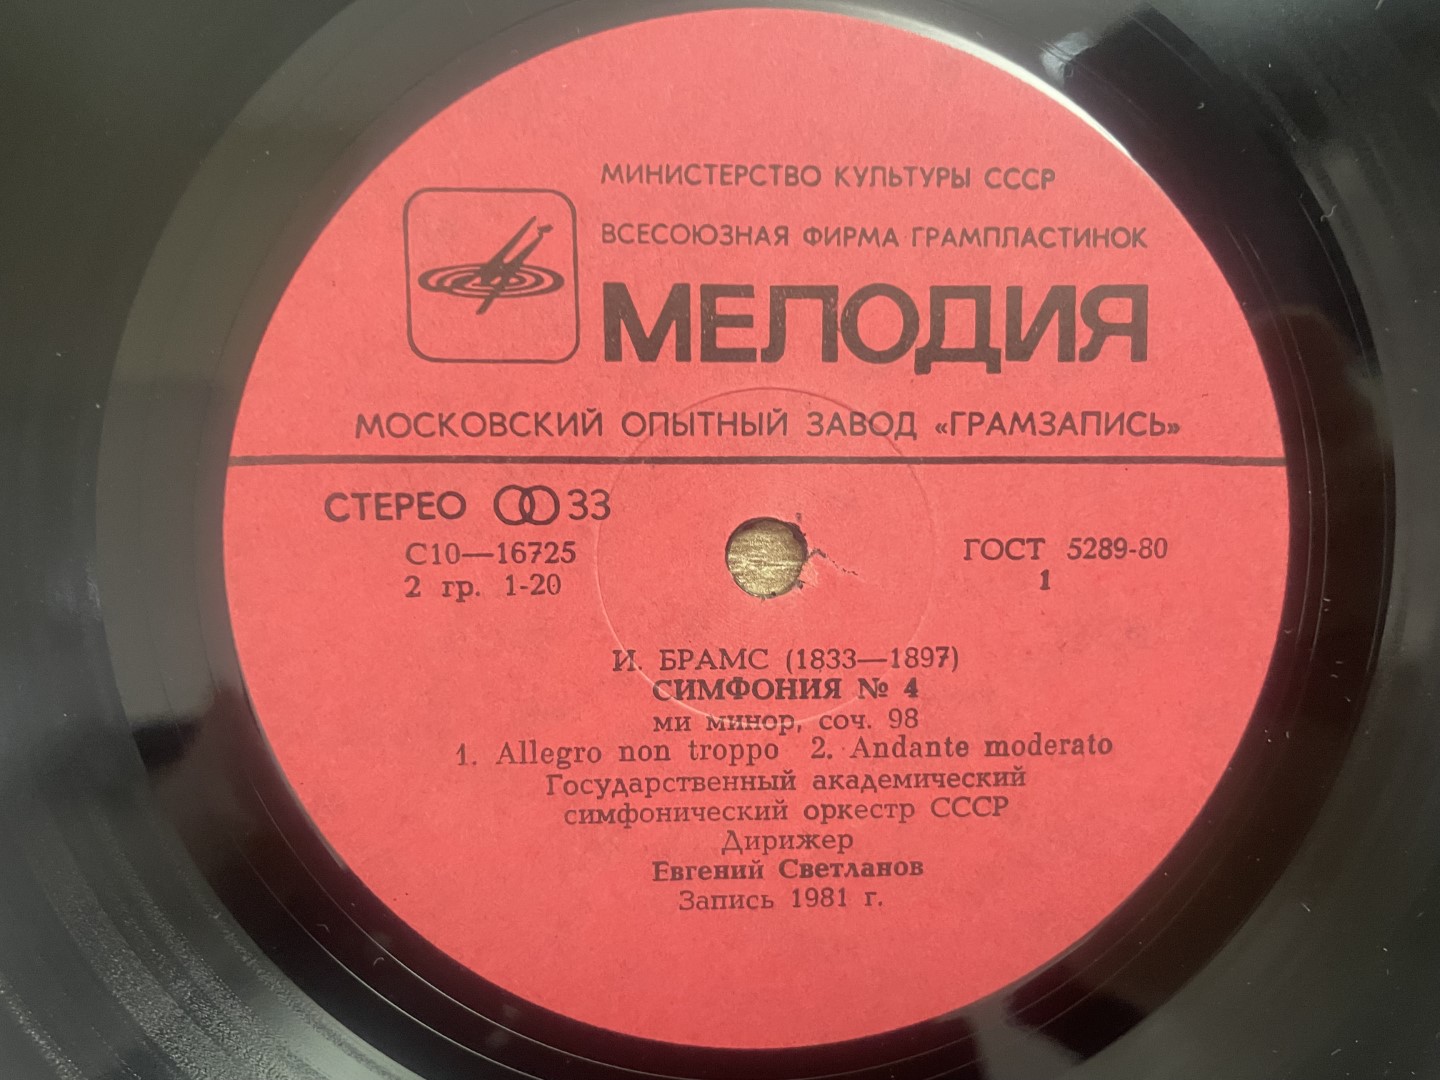 МИНИСТЕРСТВО КУЛЬТУРЫ СССР
ВСЕСОЮЗНАЯ ФИРМА ГРАМПЛАСТИНОК
МЕЛОДИЯ
МОСКОВСКИЙ ОПЫТНЫЙ ЗАВОД «ГРАМЗАПИСЬ»
СТЕРЕО 33
С10—16725
2 гр. 1-20
ГОСТ 5289-80
1
И. БРАМС (1833—1897)
СИМФОНИЯ № 4
ми минор, соч. 98
1. Allegro non troppo 2. Andante moderato
Государственный академический
симфонический оркестр СССР
Дирижер
Евгений Светланов
Запись 1981 г.